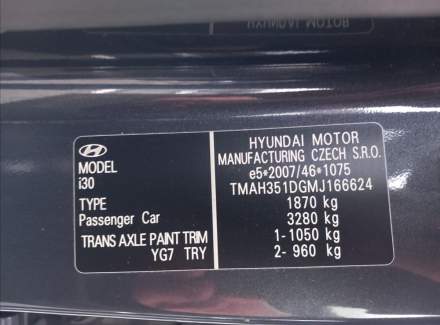 MODEL
i30
TYPE
Passenger Car
TRANS AXLE PAINT TRIM
YG7 TRY
HYUNDAI MOTOR
MANUFACTURING CZECH S.R.O.
e5*2007/46*1075
TMAH351DGMJ166624
1870 kg
3280 kg
1-1050 kg
2- 960 kg